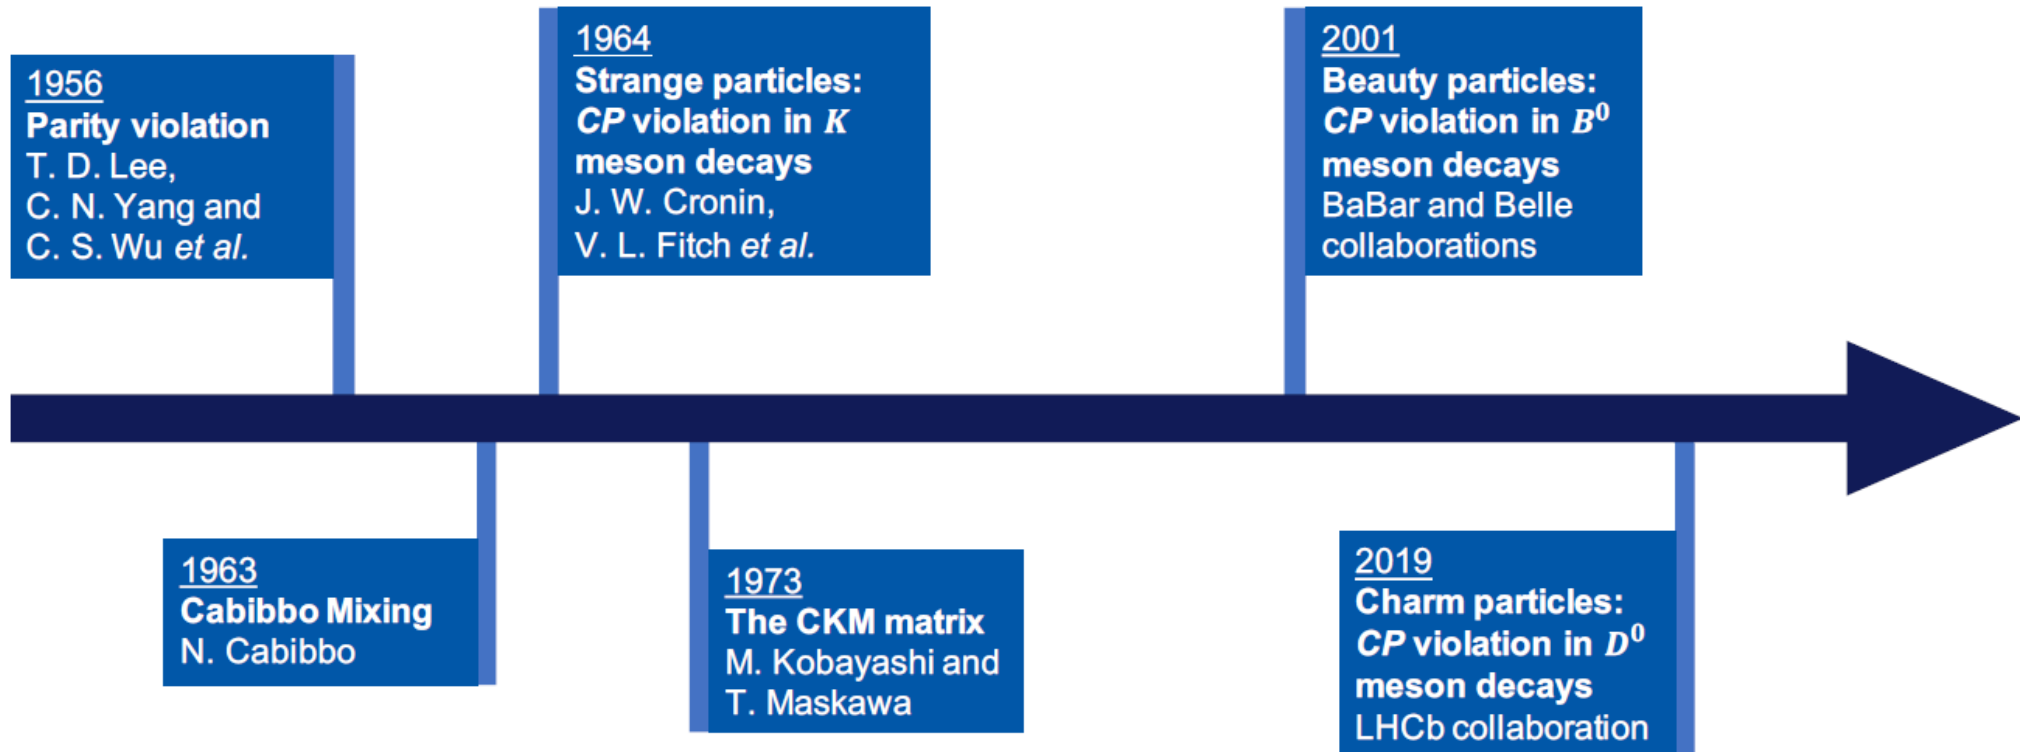 1956
Parity violation
T. D. Lee,
C. N. Yang and
C. S. Wu et al.
1963
Cabibbo Mixing
N. Cabibbo
1964
Strange particles:
CP violation in K
meson decays
J. W. Cronin,
V. L. Fitch et al.
1973
The CKM matrix
M. Kobayashi and
T. Maskawa
2001
Beauty particles:
CP violation in B⁰
meson decays
BaBar and Belle
collaborations
2019
Charm particles:
CP violation in D⁰
meson decays
LHCb collaboration